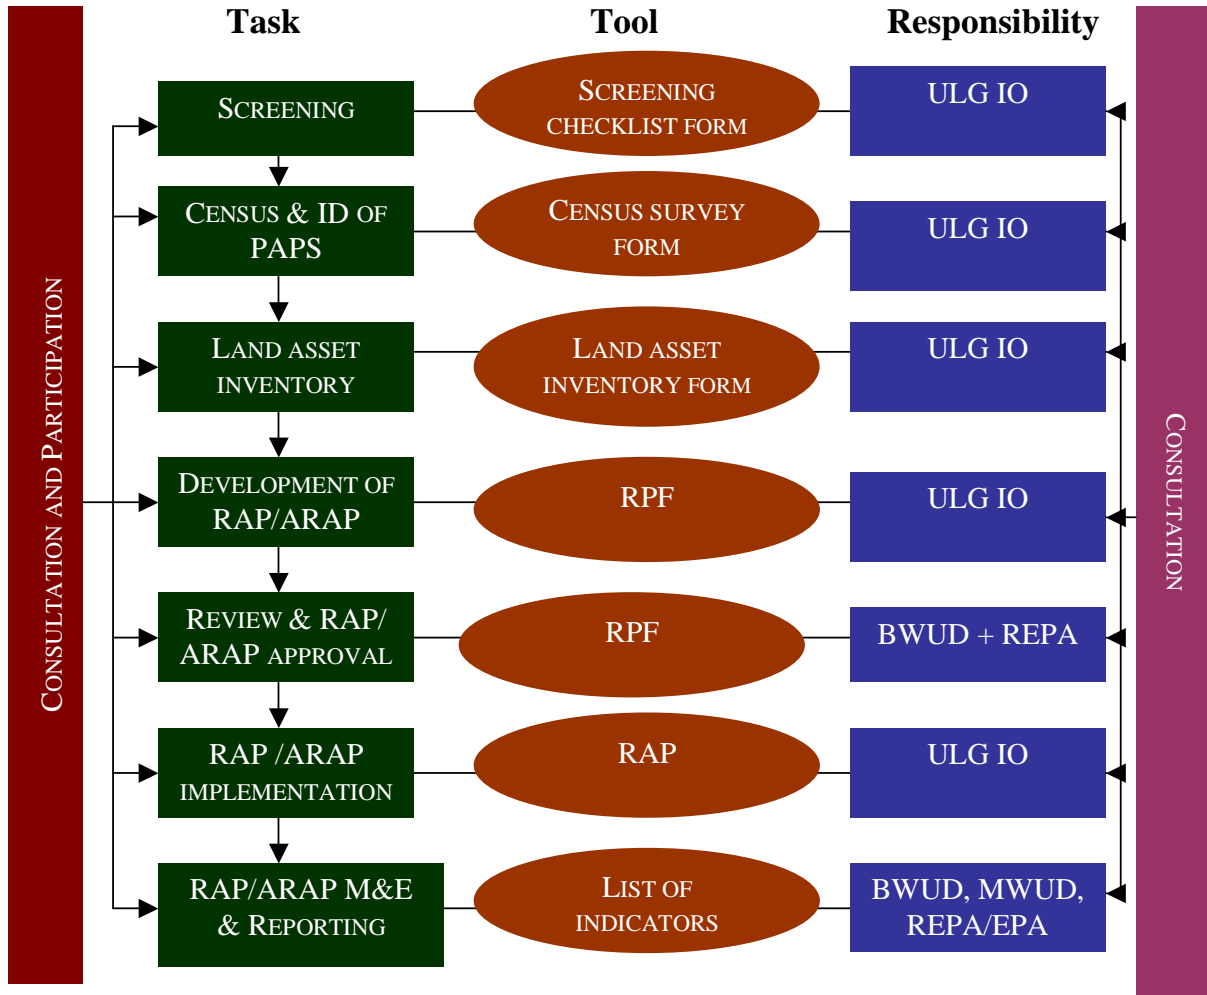 Task Tool Responsibility
SCREENING
SCREENING
CHECKLIST FORM
ULG IO
CENSUS & ID OF
PAPS
CENSUS SURVEY
FORM
ULG IO
LAND ASSET
INVENTORY
LAND ASSET
INVENTORY FORM
ULG IO
DEVELOPMENT OF
RAP/ARAP
RPF
ULG IO
REVIEW & RAP/
ARAP APPROVAL
RPF
BWUD + REPA
RAP /ARAP
IMPLEMENTATION
RAP
ULG IO
RAP/ARAP M&E
& REPORTING
LIST OF
INDICATORS
BWUD, MWUD,
REPA/EPA
CONSULTATION AND PARTICIPATION
CONSULTATION